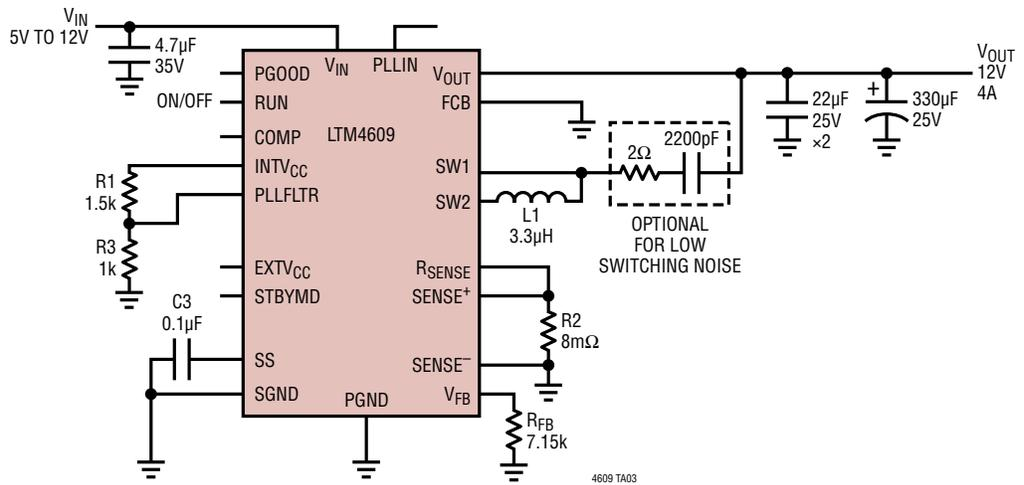 VIN
5V TO 12V
4.7µF
35V
VIN
PLLIN
PGOOD
ON/OFF
RUN
COMP
LTM4609
INTVCC
PLLFLTR
R1
1.5k
R3
1k
EXTVCC
STBYMD
C3
0.1µF
SS
SGND
PGND
VOUT
FCB
SW1
SW2
L1
3.3µH
2Ω
2200pF
OPTIONAL
FOR LOW
SWITCHING NOISE
RSENSE
SENSE+
R2
8mΩ
SENSE–
VFB
RFB
7.15k
22µF
25V
×2
+
330µF
25V
VOUT
12V
4A
4609 TA03